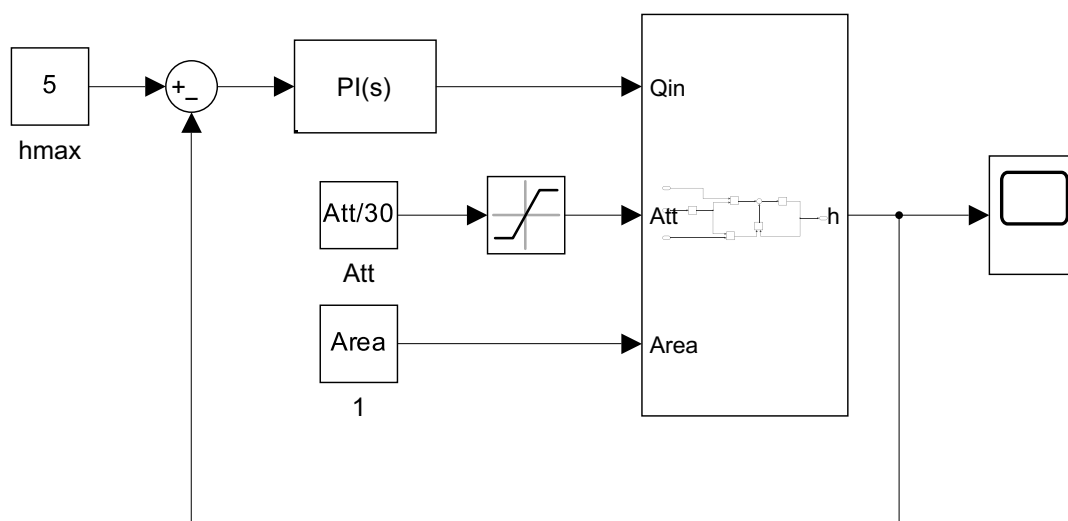 5
hmax
+
−
PI(s)
Qin
Att/30
Att
Att
h
Area
1
Area